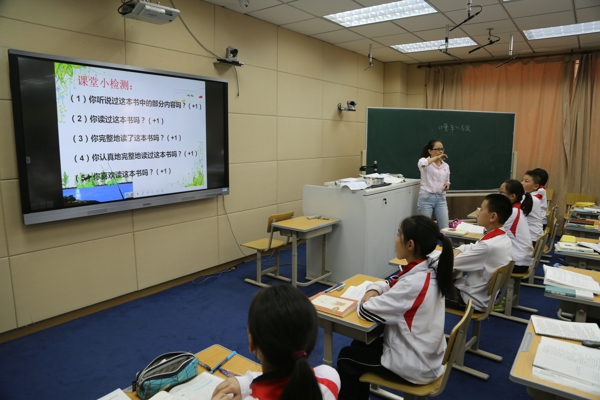 课堂小检测：
（1）你听说过这本书中的部分内容吗？（+1）
（2）你读过这本书吗？（+1）
（3）你完整地读了这本书吗？（+1）
（4）你认真地完整地读过这本书吗？（+1）
（5）你喜欢读这本书吗？（+1）